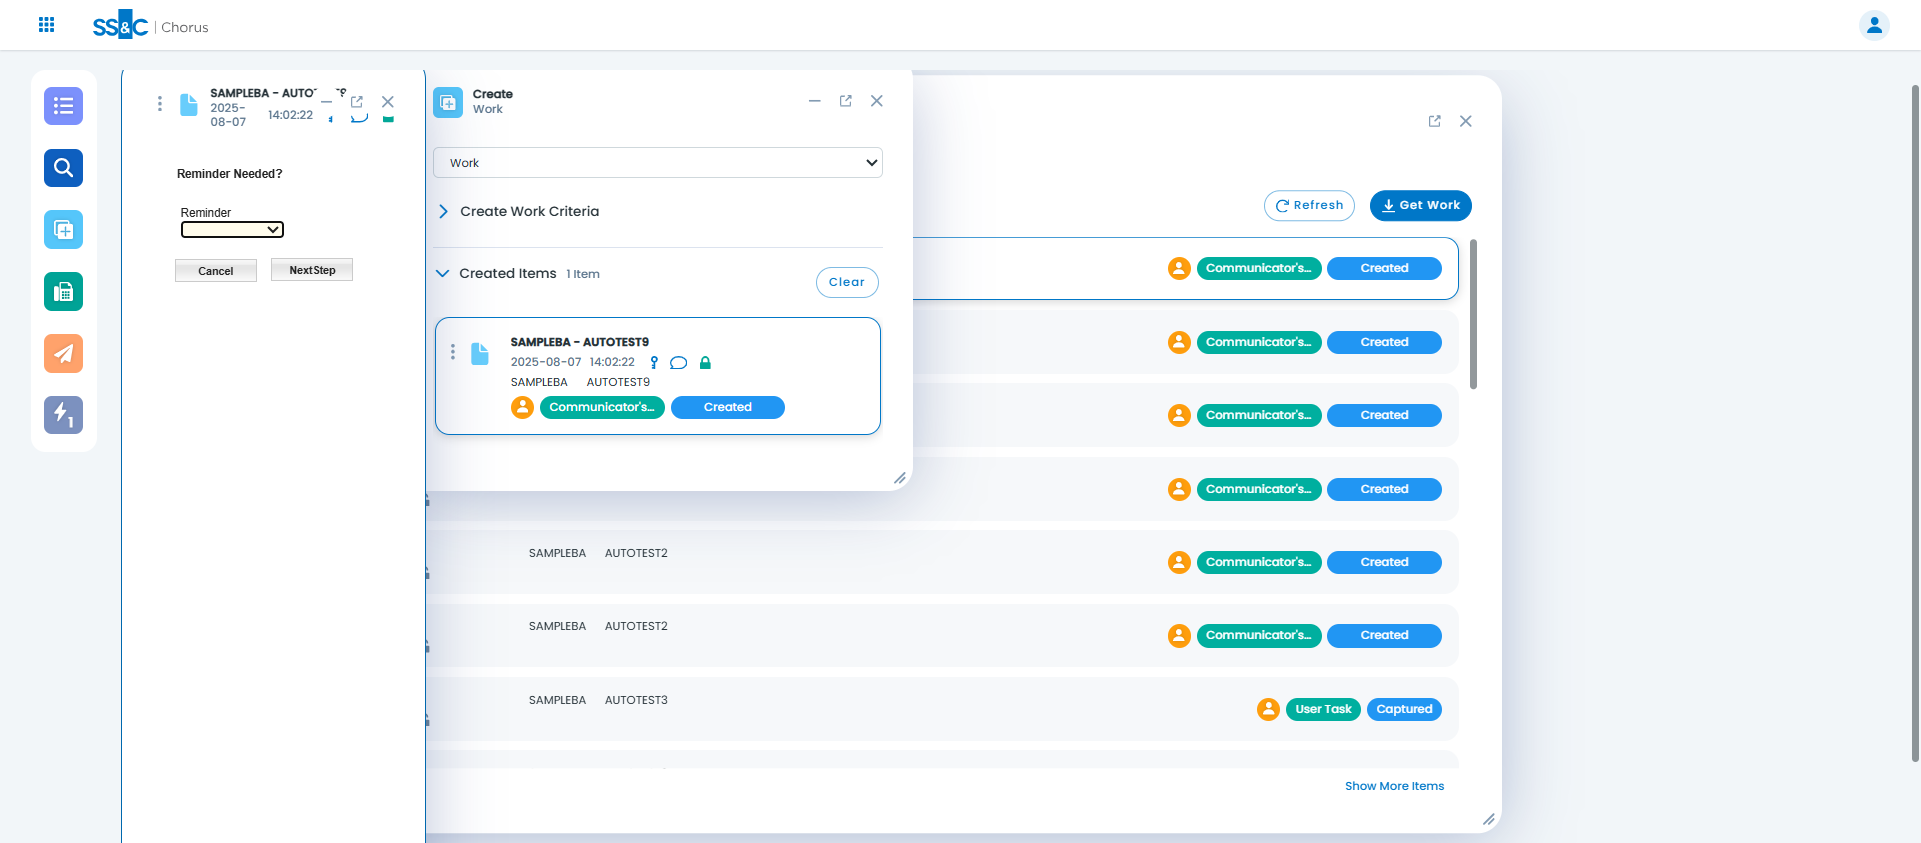 SS&C | Chorus
SAMPLEBA - AUTOTEST9
2025-08-07 14:02:22
Reminder Needed?
Reminder
Cancel NextStep
Create
Work
Work
Create Work Criteria
Created Items 1 Item
Clear
SAMPLEBA - AUTOTEST9
2025-08-07 14:02:22
SAMPLEBA AUTOTEST9
Communicator's... Created
Refresh Get Work
Communicator's... Created
Communicator's... Created
Communicator's... Created
Communicator's... Created
SAMPLEBA AUTOTEST2 Communicator's... Created
SAMPLEBA AUTOTEST2 Communicator's... Created
SAMPLEBA AUTOTEST3 User Task Captured
Show More Items
1